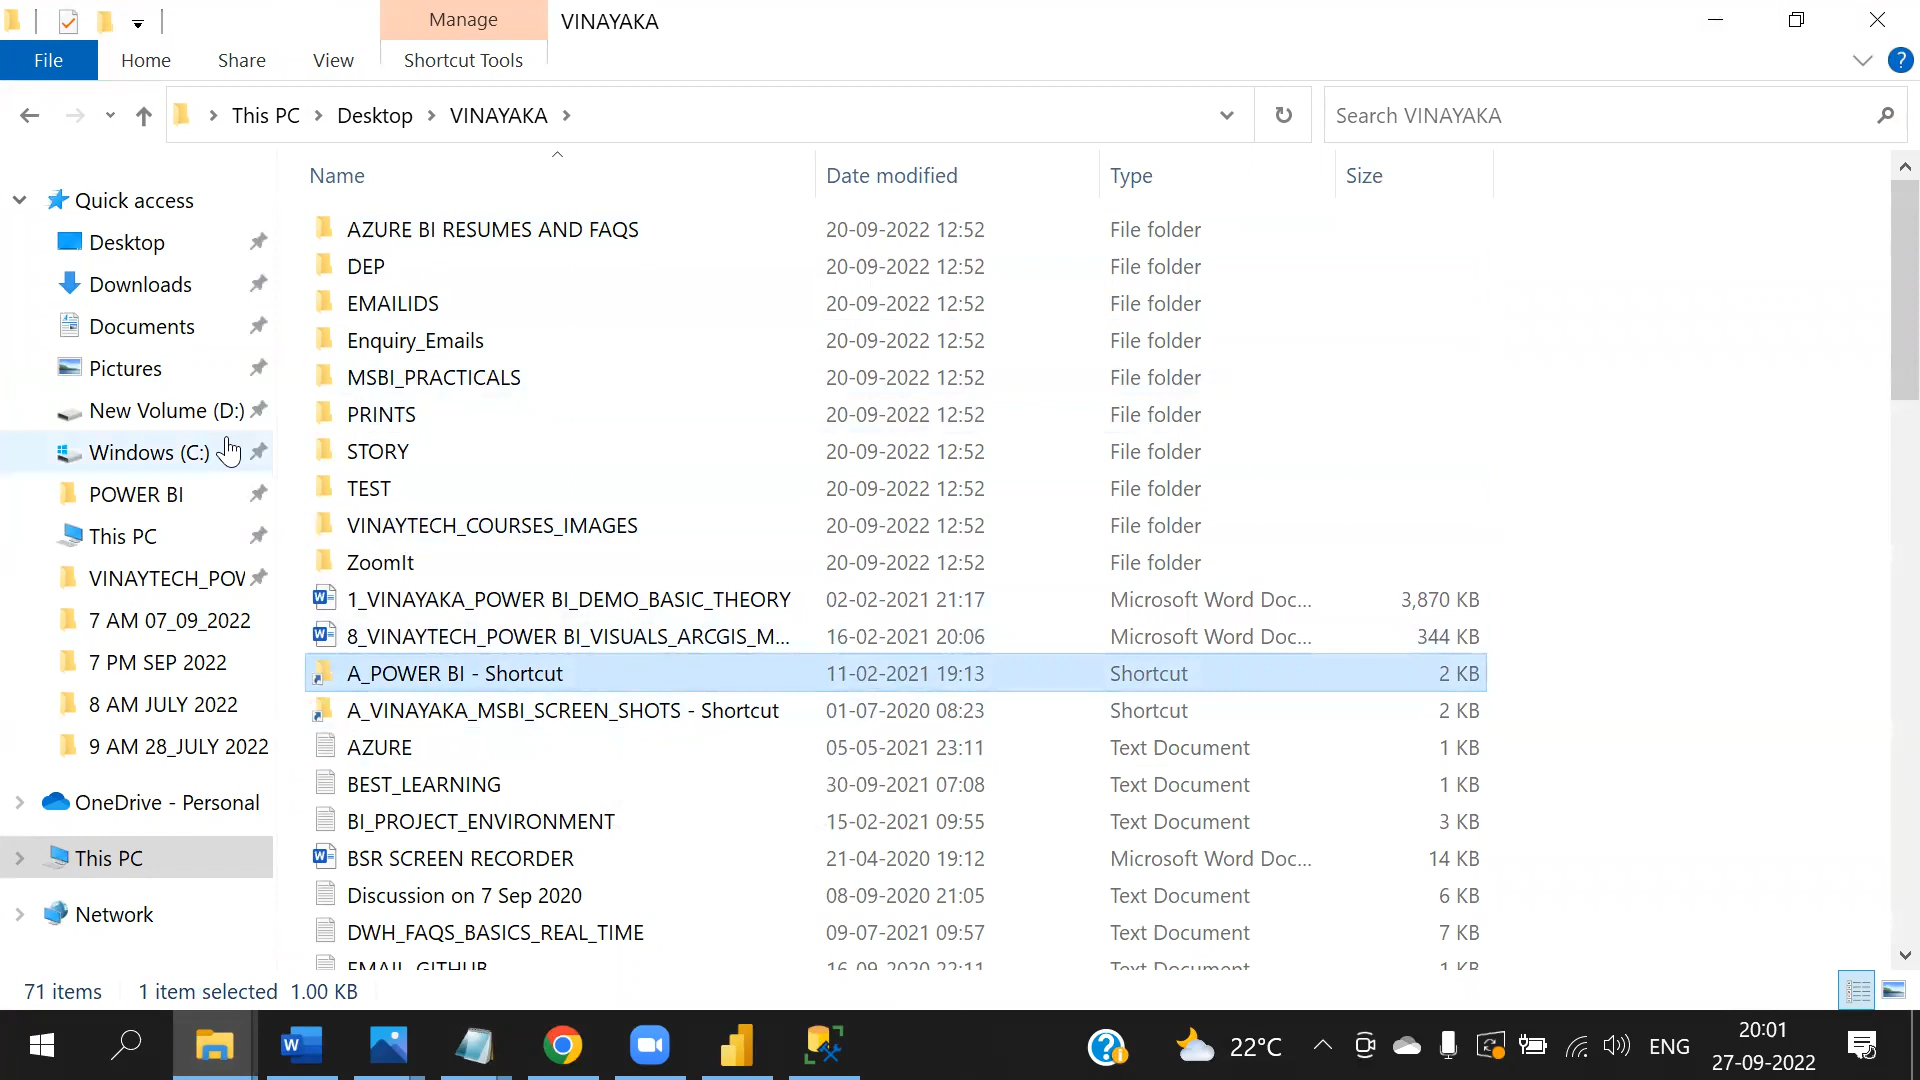 Manage
VINAYAKA
File
Home
Share
View
Shortcut Tools
?
This PC
Desktop
VINAYAKA
Search VINAYAKA
Name
Date modified
Type
Size
Quick access
Desktop
Downloads
Documents
Pictures
New Volume (D:)
Windows (C:)
POWER BI
This PC
VINAYTECH_POW
7 AM 07_09_2022
7 PM SEP 2022
8 AM JULY 2022
9 AM 28_JULY 2022
OneDrive - Personal
This PC
Network
AZURE BI RESUMES AND FAQS 20-09-2022 12:52 File folder
DEP 20-09-2022 12:52 File folder
EMAILIDS 20-09-2022 12:52 File folder
Enquiry_Emails 20-09-2022 12:52 File folder
MSBI_PRACTICALS 20-09-2022 12:52 File folder
PRINTS 20-09-2022 12:52 File folder
STORY 20-09-2022 12:52 File folder
TEST 20-09-2022 12:52 File folder
VINAYTECH_COURSES_IMAGES 20-09-2022 12:52 File folder
ZoomIt 20-09-2022 12:52 File folder
1_VINAYAKA_POWER BI_DEMO_BASIC_THEORY 02-02-2021 21:17 Microsoft Word Doc... 3,870 KB
8_VINAYTECH_POWER BI_VISUALS_ARCGIS_M... 16-02-2021 20:06 Microsoft Word Doc... 344 KB
A_POWER BI - Shortcut 11-02-2021 19:13 Shortcut 2 KB
A_VINAYAKA_MSBI_SCREEN_SHOTS - Shortcut 01-07-2020 08:23 Shortcut 2 KB
AZURE 05-05-2021 23:11 Text Document 1 KB
BEST_LEARNING 30-09-2021 07:08 Text Document 1 KB
BI_PROJECT_ENVIRONMENT 15-02-2021 09:55 Text Document 3 KB
BSR SCREEN RECORDER 21-04-2020 19:12 Microsoft Word Doc... 14 KB
Discussion on 7 Sep 2020 08-09-2020 21:05 Text Document 6 KB
DWH_FAQS_BASICS_REAL_TIME 09-07-2021 09:57 Text Document 7 KB
EMAIL_GITHUB 16-09-2020 22:11 Text Document 1 KB
71 items 1 item selected 1.00 KB
22°C
ENG
20:01
27-09-2022